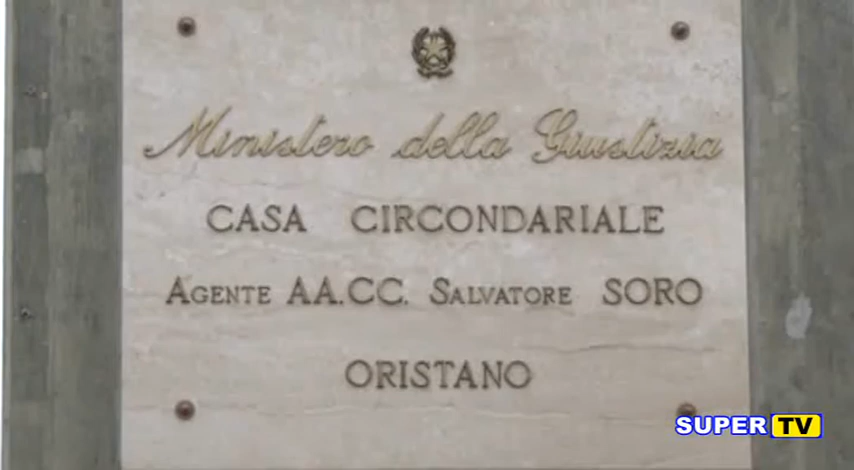 Ministero della Giustizia
CASA CIRCONDARIALE
AGENTE AA.CC. SALVATORE SORO
ORISTANO
SUPER TV